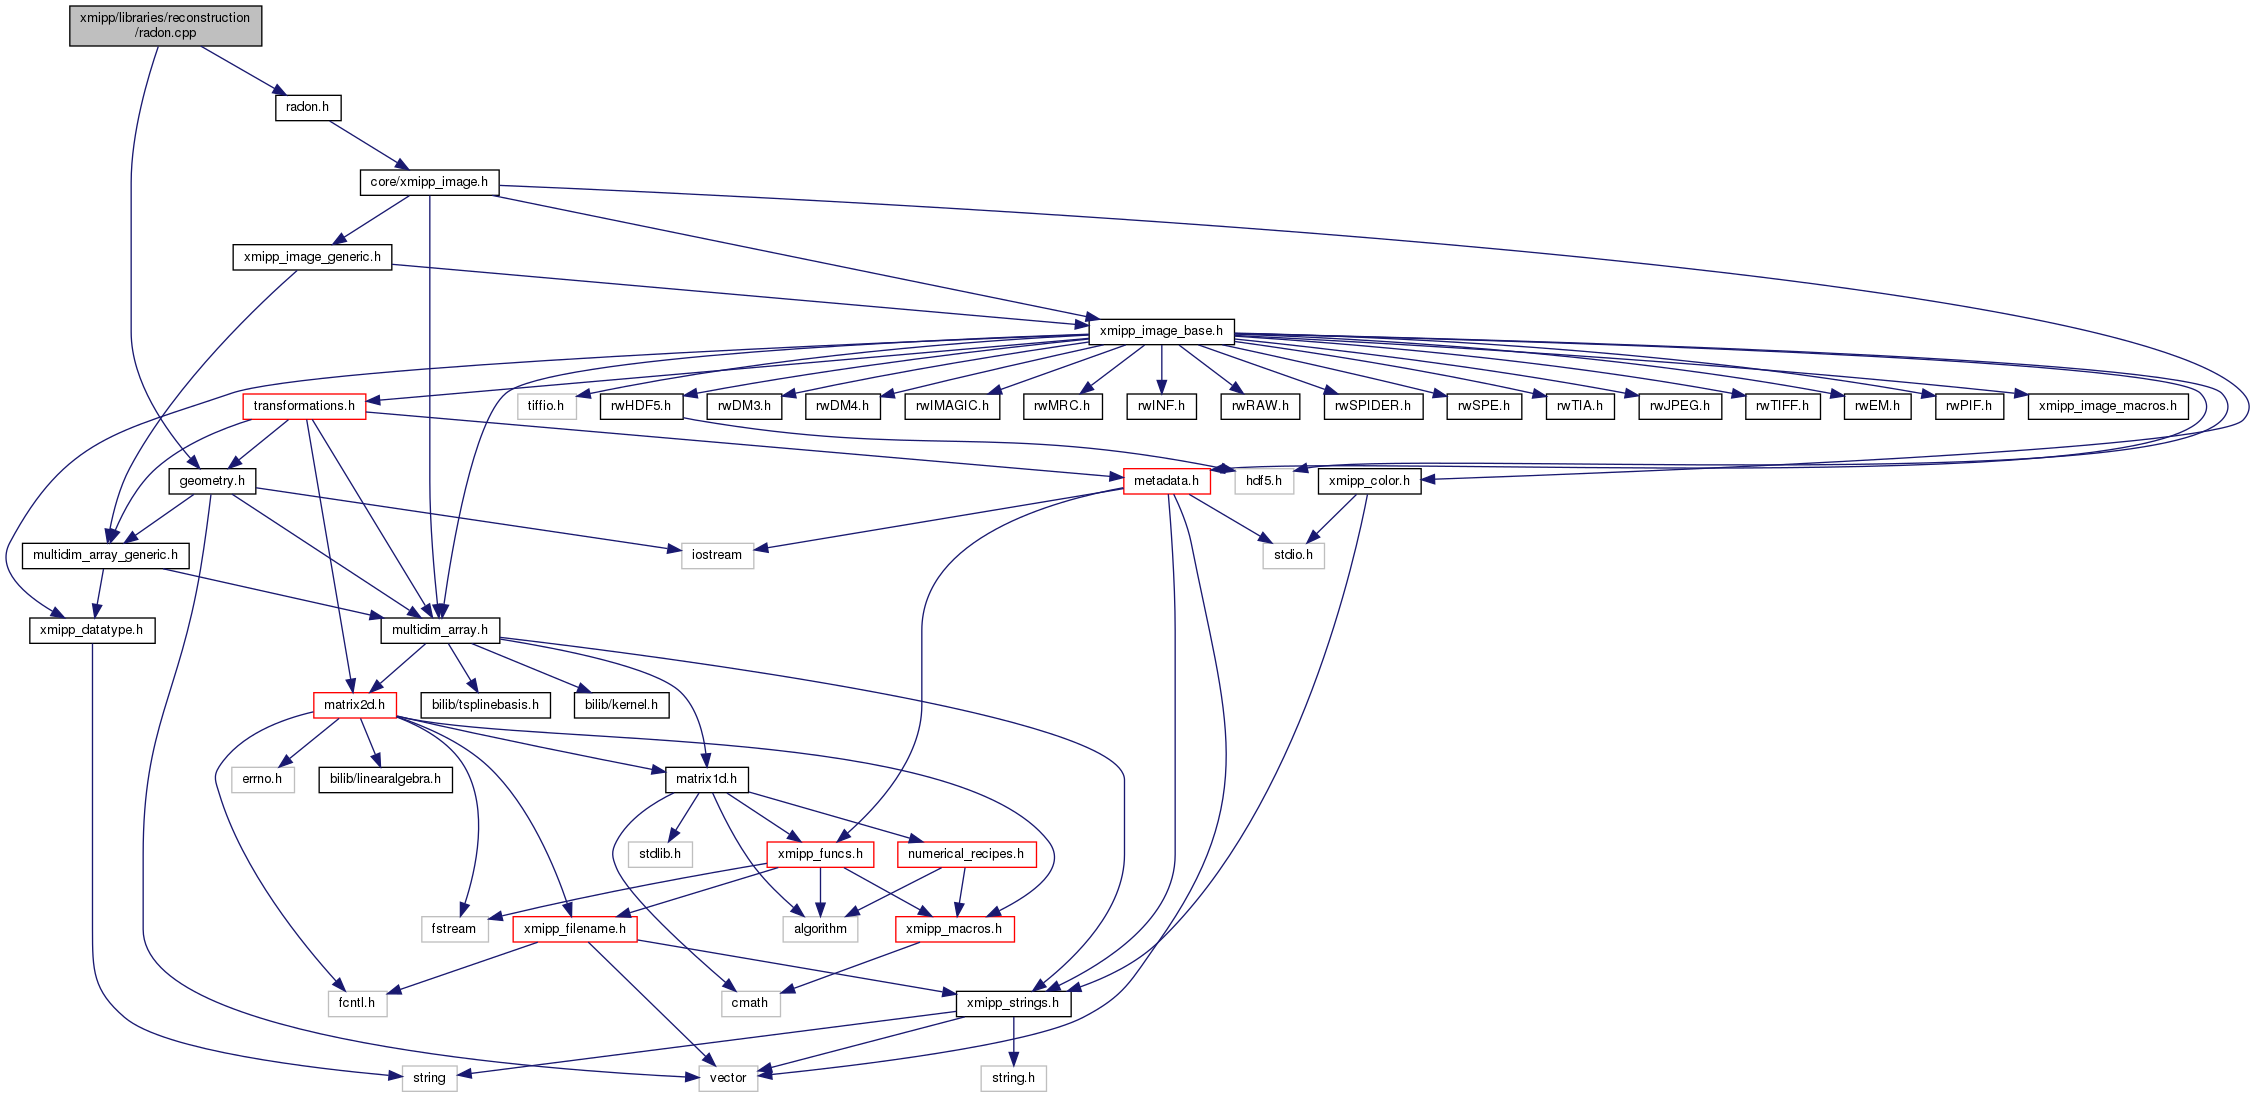 xmipp/libraries/reconstruction
/radon.cpp
radon.h
core/xmipp_image.h
xmipp_image_generic.h
xmipp_image_base.h
transformations.h
tiffio.h
rwHDF5.h
rwDM3.h
rwDM4.h
rwIMAGIC.h
rwMRC.h
rwINF.h
rwRAW.h
rwSPIDER.h
rwSPE.h
rwTIA.h
rwJPEG.h
rwTIFF.h
rwEM.h
rwPIF.h
xmipp_image_macros.h
geometry.h
metadata.h
hdf5.h
xmipp_color.h
multidim_array_generic.h
iostream
stdio.h
xmipp_datatype.h
multidim_array.h
matrix2d.h
bilib/tsplinebasis.h
bilib/kernel.h
errno.h
bilib/linearalgebra.h
matrix1d.h
stdlib.h
xmipp_funcs.h
numerical_recipes.h
fstream
xmipp_filename.h
algorithm
xmipp_macros.h
fcntl.h
cmath
xmipp_strings.h
string
vector
string.h